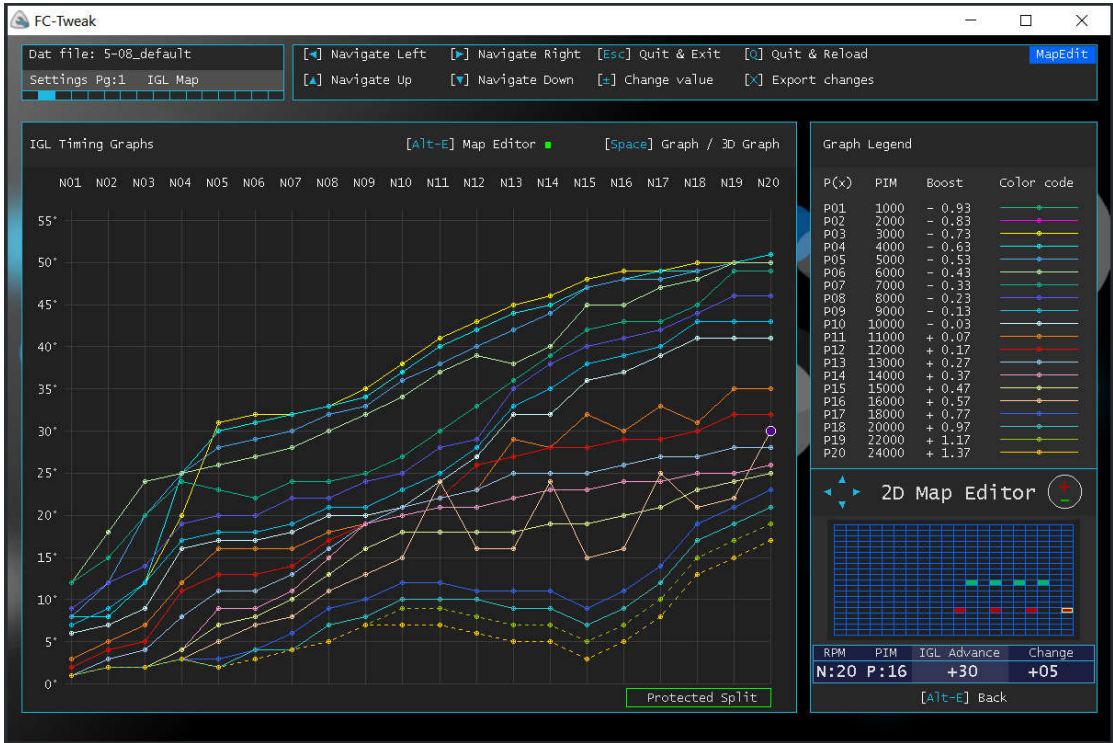 FC-Tweak
Dat file: 5-08_default
Settings Pg:1 IGL Map
[◄] Navigate Left [►] Navigate Right [Esc] Quit & Exit [Q] Quit & Reload MapEdit
[▲] Navigate Up [▼] Navigate Down [±] Change value [X] Export changes
IGL Timing Graphs [Alt-E] Map Editor [Space] Graph / 3D Graph
N01 N02 N03 N04 N05 N06 N07 N08 N09 N10 N11 N12 N13 N14 N15 N16 N17 N18 N19 N20
55°
50°
45°
40°
35°
30°
25°
20°
15°
10°
5°
0°
Protected Split
Graph Legend
P(x) PIM Boost Color code
P01 1000 - 0.93
P02 2000 - 0.83
P03 3000 - 0.73
P04 4000 - 0.63
P05 5000 - 0.53
P06 6000 - 0.43
P07 7000 - 0.33
P08 8000 - 0.23
P09 9000 - 0.13
P10 10000 - 0.03
P11 11000 + 0.07
P12 12000 + 0.17
P13 13000 + 0.27
P14 14000 + 0.37
P15 15000 + 0.47
P16 16000 + 0.57
P17 18000 + 0.77
P18 20000 + 0.97
P19 22000 + 1.17
P20 24000 + 1.37
2D Map Editor ±
RPM PIM IGL Advance Change
N:20 P:16 +30 +05
[Alt-E] Back